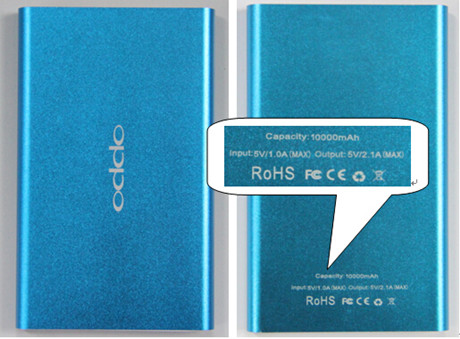 oppo
Capacity:10000mAh
Input:5V/1.0A(MAX) Output:5V/2.1A(MAX)
RoHS FC CE
Capacity:10000mAh
Input:5V/1.0A(MAX) Output:5V/2.1A(MAX)
RoHS FC CE